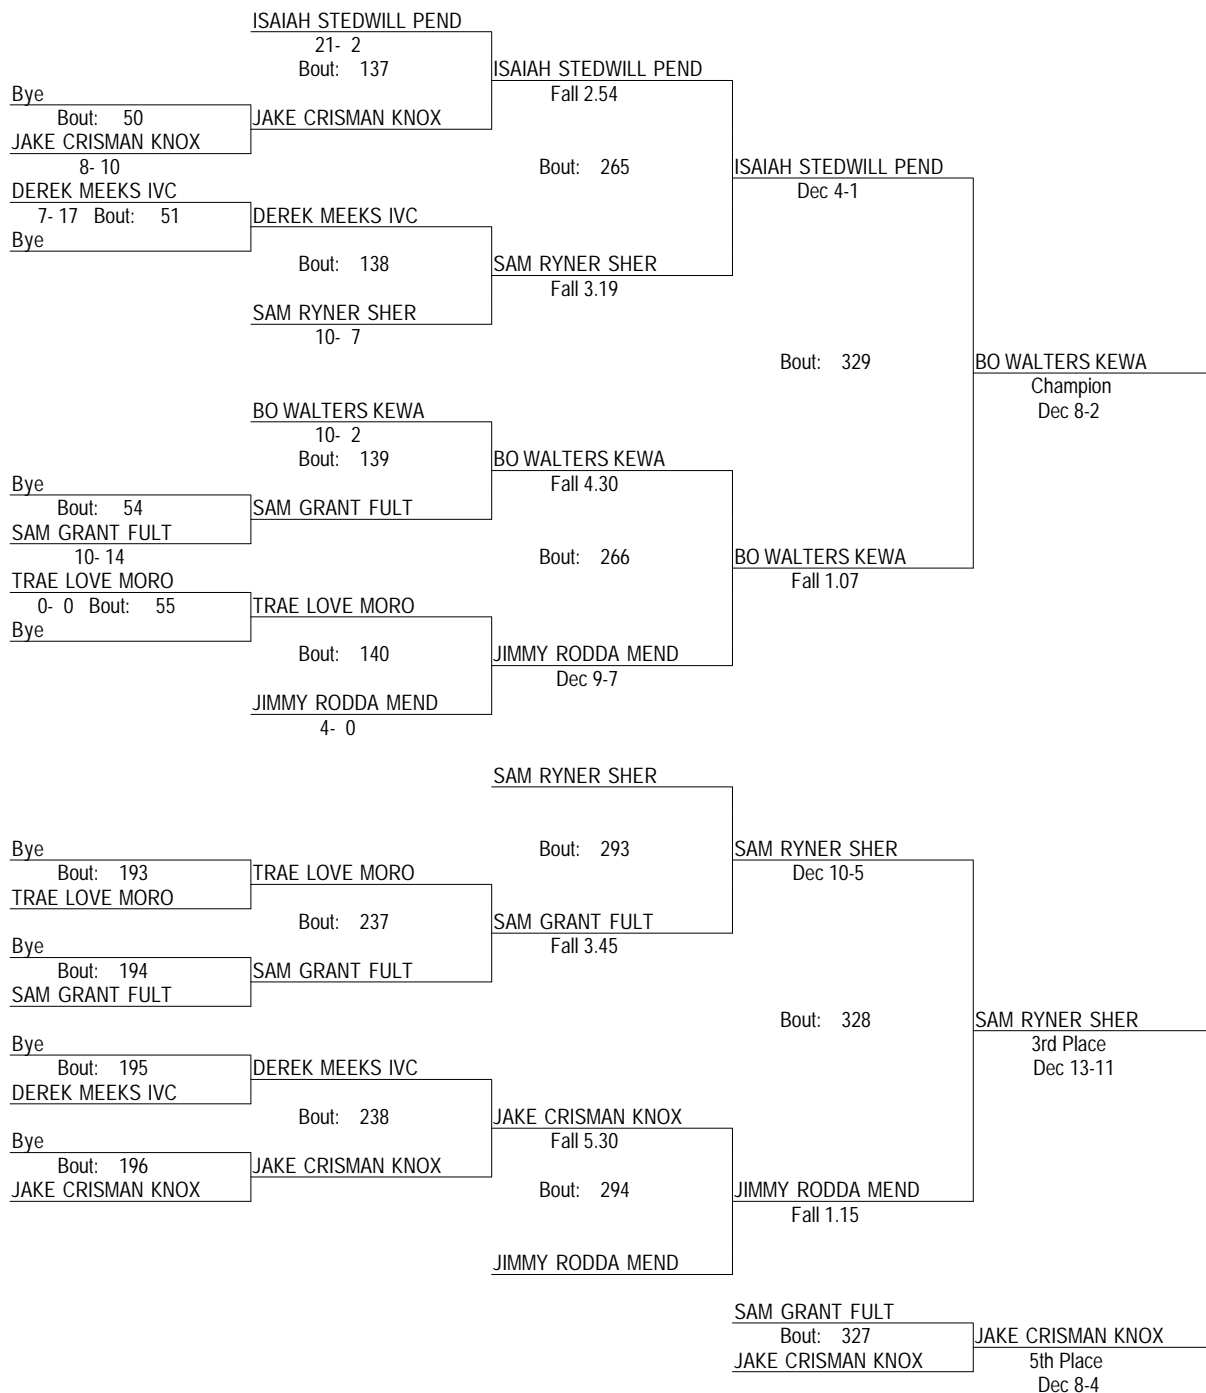 ISAIAH STEDWILL PEND
21- 2
Bout: 137
ISAIAH STEDWILL PEND
Fall 2.54
Bye
Bout: 50
JAKE CRISMAN KNOX
JAKE CRISMAN KNOX
8- 10
Bout: 265
ISAIAH STEDWILL PEND
Dec 4-1
DEREK MEEKS IVC
7- 17 Bout: 51
DEREK MEEKS IVC
Bye
Bout: 138
SAM RYNER SHER
Fall 3.19
SAM RYNER SHER
10- 7
Bout: 329
BO WALTERS KEWA
Champion
Dec 8-2
BO WALTERS KEWA
10- 2
Bout: 139
BO WALTERS KEWA
Fall 4.30
Bye
Bout: 54
SAM GRANT FULT
SAM GRANT FULT
10- 14
Bout: 266
BO WALTERS KEWA
Fall 1.07
TRAE LOVE MORO
0- 0 Bout: 55
TRAE LOVE MORO
Bye
Bout: 140
JIMMY RODDA MEND
Dec 9-7
JIMMY RODDA MEND
4- 0
SAM RYNER SHER
Bout: 293
SAM RYNER SHER
Dec 10-5
Bye
Bout: 193
TRAE LOVE MORO
TRAE LOVE MORO
Bout: 237
SAM GRANT FULT
Fall 3.45
Bye
Bout: 194
SAM GRANT FULT
SAM GRANT FULT
Bout: 328
SAM RYNER SHER
3rd Place
Dec 13-11
Bye
Bout: 195
DEREK MEEKS IVC
DEREK MEEKS IVC
Bout: 238
JAKE CRISMAN KNOX
Fall 5.30
Bye
Bout: 196
JAKE CRISMAN KNOX
JAKE CRISMAN KNOX
Bout: 294
JIMMY RODDA MEND
Fall 1.15
JIMMY RODDA MEND
SAM GRANT FULT
Bout: 327
JAKE CRISMAN KNOX
JAKE CRISMAN KNOX
5th Place
Dec 8-4